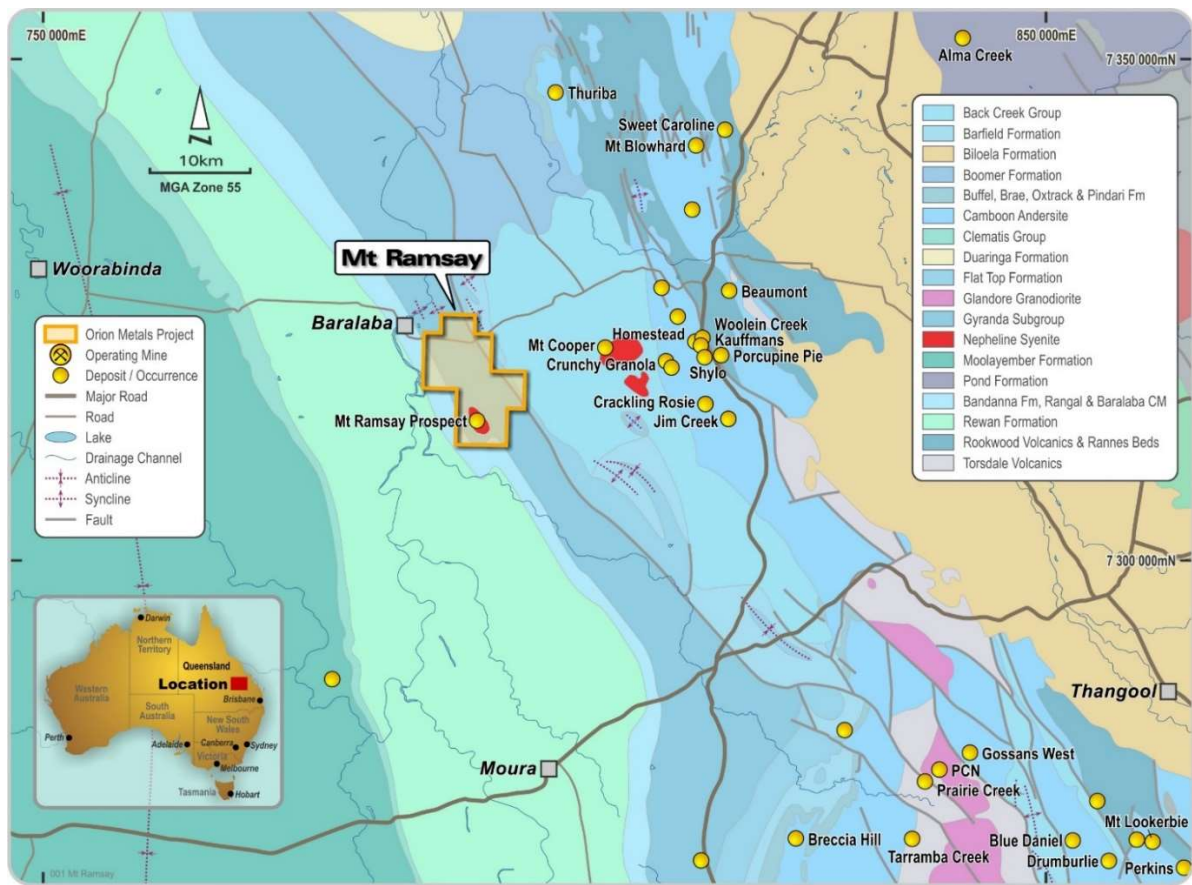 750 000mE
850 000mE
7 350 000mN
Alma Creek
Thuriba
Sweet Caroline
Mt Blowhard
N
10km
MGA Zone 55
Back Creek Group
Barfield Formation
Biloela Formation
Boomer Formation
Buffel, Brae, Oxtrack & Pindari Fm
Camboon Andersite
Clematis Group
Duaringa Formation
Flat Top Formation
Glandore Granodiorite
Gyranda Subgroup
Nepheline Syenite
Moolayember Formation
Pond Formation
Bandanna Fm, Rangal & Baralaba CM
Rewan Formation
Rookwood Volcanics & Rannes Beds
Torsdale Volcanics
Woorabinda
Mt Ramsay
Beaumont
Baralaba
Orion Metals Project
Operating Mine
Deposit / Occurrence
Major Road
Road
Lake
Drainage Channel
Anticline
Syncline
Fault
Woolein Creek
Homestead
Kauffmans
Mt Cooper
Porcupine Pie
Crunchy Granola
Shylo
Crackling Rosie
Mt Ramsay Prospect
Jim Creek
7 300 000mN
Darwin
Northern
Territory
Queensland
Location
Western
Australia
Brisbane
South
Australia
New South
Wales
Perth
Adelaide
Canberra
Sydney
Victoria
Melbourne
Tasmania
Hobart
Thangool
Moura
Gossans West
PCN
Prairie Creek
Mt Lookerbie
Breccia Hill
Tarramba Creek
Blue Daniel
Drumburlie
Perkins
001 Mt Ramsay